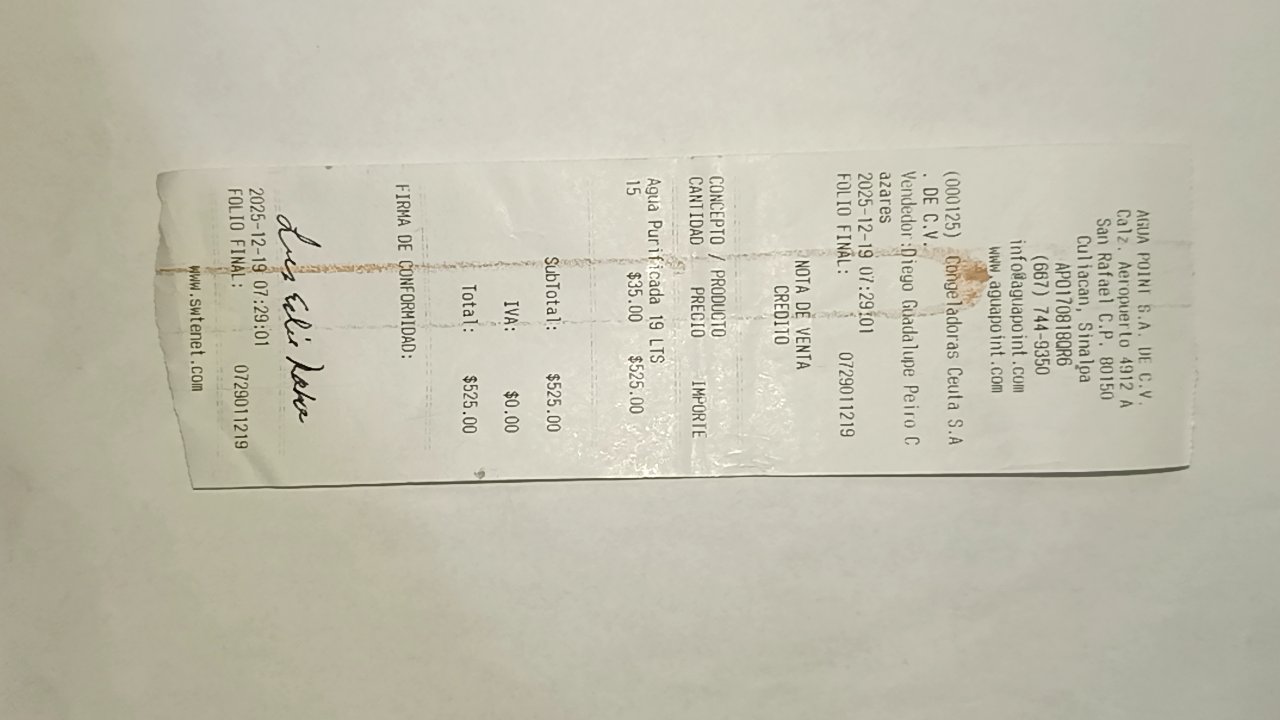 AGUA POINT S.A. DE C.V.
Calz. Aeropuerto 4912 A
San Rafael C.P. 80150
Culiacan, Sinaloa
APO170818QR6
(667) 744-9350
info@aguapoint.com
www.aguapoint.com
(000125) Congeladoras Ceuta S.A
. DE C.V.
Vendedor:Diego Guadalupe Peiro C
azares
2025-12-19 07:29:01
FOLIO FINAL: 0729011219
NOTA DE VENTA
CREDITO
CONCEPTO / PRODUCTO
CANTIDAD PRECIO IMPORTE
Agua Purificada 19 LTS
15 $35.00 $525.00
SubTotal: $525.00
IVA: $0.00
Total: $525.00
FIRMA DE CONFORMIDAD:
2025-12-19 07:29:01
FOLIO FINAL: 0729011219
www.swtenet.com